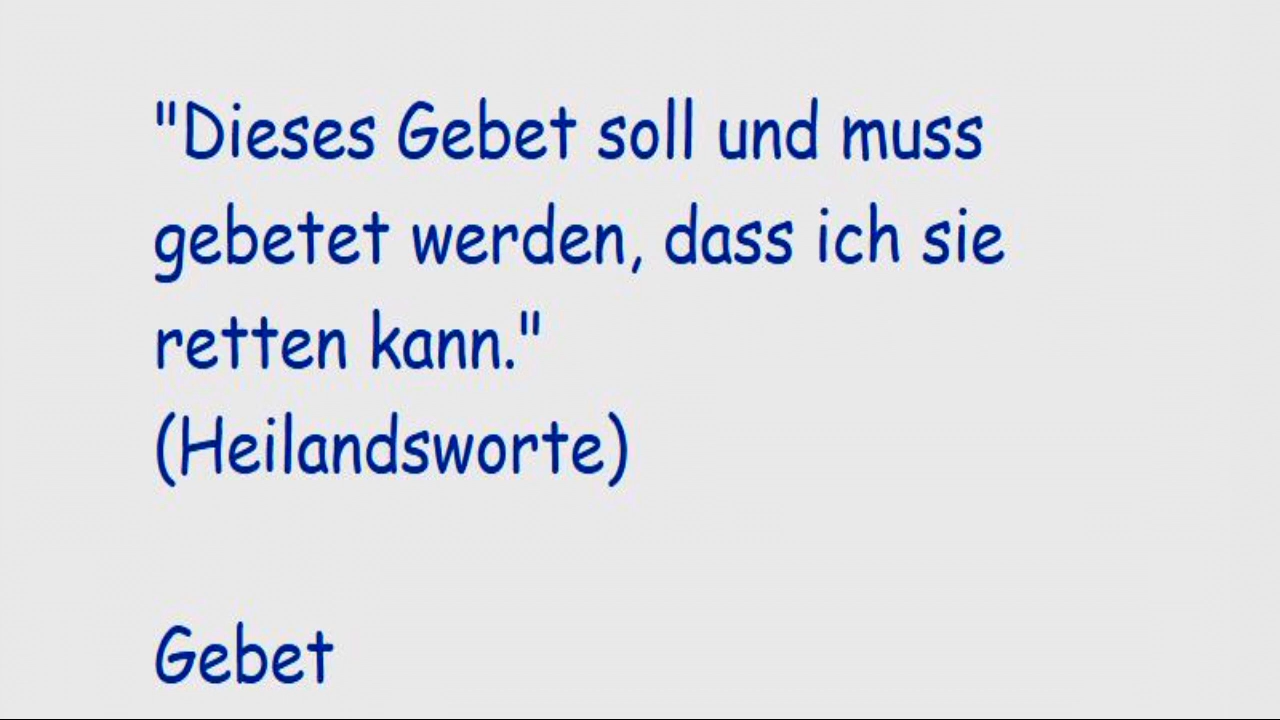 "Dieses Gebet soll und muss
gebetet werden, dass ich sie
retten kann."
(Heilandsworte)
Gebet